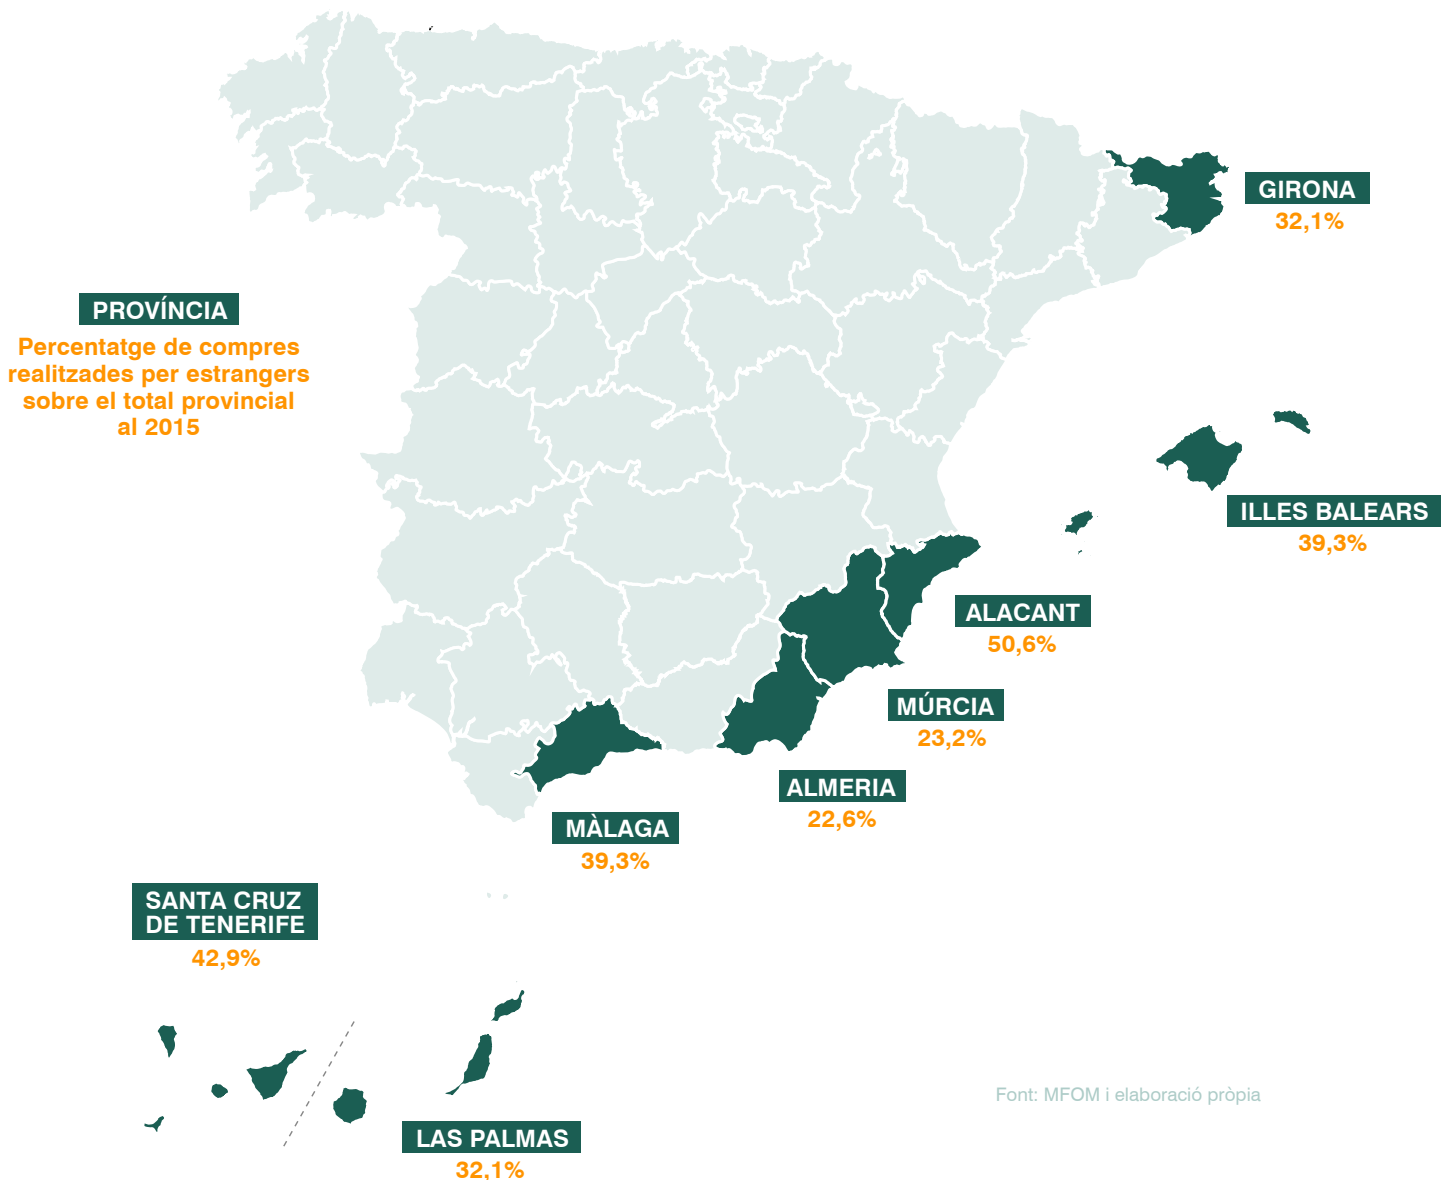 GIRONA
32,1%
PROVÍNCIA
Percentatge de compres
realitzades per estrangers
sobre el total provincial
al 2015
ILLES BALEARS
39,3%
ALACANT
50,6%
MÚRCIA
23,2%
ALMERIA
22,6%
MÀLAGA
39,3%
SANTA CRUZ
DE TENERIFE
42,9%
Font: MFOM i elaboració pròpia
LAS PALMAS
32,1%